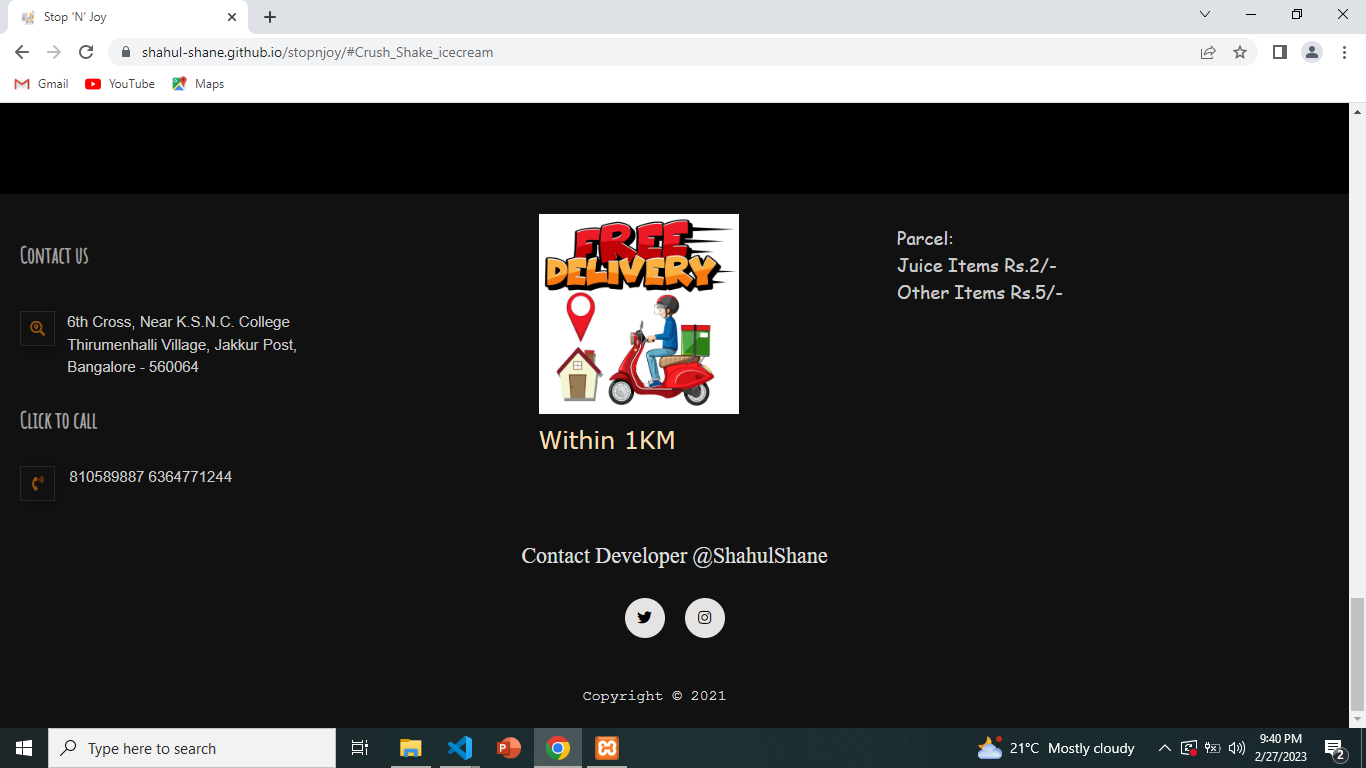 Stop 'N' Joy
shahul-shane.github.io/stopnjoy/#Crush_Shake_icecream
Gmail
YouTube
Maps
Contact us
6th Cross, Near K.S.N.C. College
Thirumenhalli Village, Jakkur Post,
Bangalore - 560064
Click to call
810589887 6364771244
FREE
DELIVERY
Within 1KM
Parcel:
Juice Items Rs.2/-
Other Items Rs.5/-
Contact Developer @ShahulShane
Copyright © 2021
Type here to search
21°C Mostly cloudy
9:40 PM
2/27/2023
2